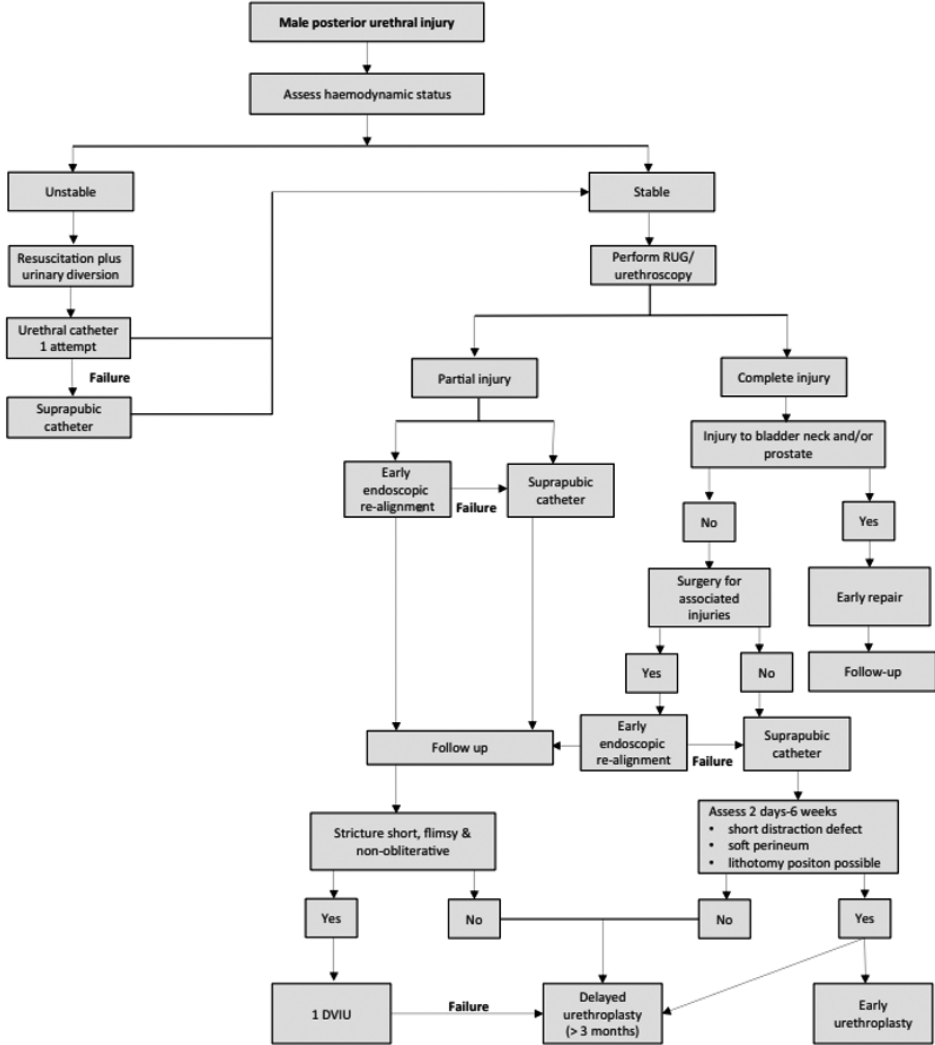 Male posterior urethral injury
Assess haemodynamic status
Unstable
Stable
Resuscitation plus
urinary diversion
Perform RUG/
urethroscopy
Urethral catheter
1 attempt
Failure
Suprapubic
catheter
Partial injury
Complete injury
Injury to bladder neck and/or
prostate
Early
endoscopic
re-alignment
Failure
Suprapubic
catheter
No
Yes
Surgery for
associated
injuries
Early repair
Yes
No
Follow-up
Follow up
Early
endoscopic
re-alignment
Failure
Suprapubic
catheter
Stricture short, flimsy &
non-obliterative
Assess 2 days-6 weeks
• short distraction defect
• soft perineum
• lithotomy positon possible
Yes
No
No
Yes
1 DVIU
Failure
Delayed
urethroplasty
(> 3 months)
Early
urethroplasty